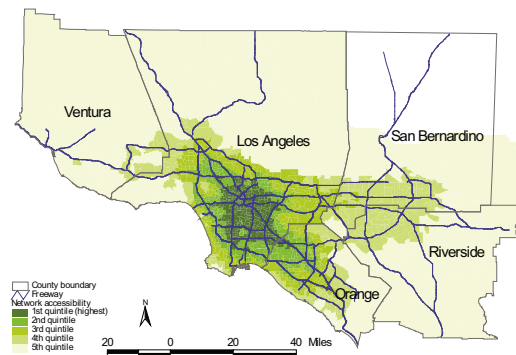 Ventura
Los Angeles
San Bernardino
Riverside
Orange
County boundary
Freeway
Network accessibility
1st quintile (highest)
2nd quintile
3rd quintile
4th quintile
5th quintile
N
20 0 20 40 Miles